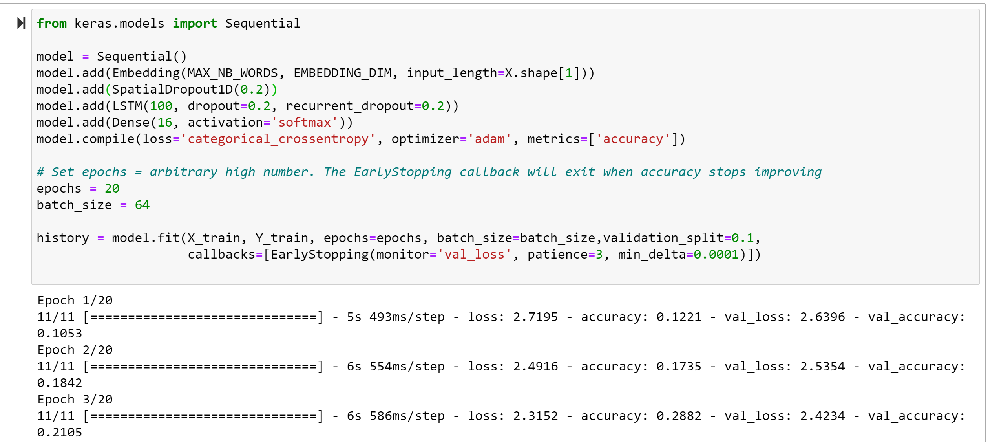 from keras.models import Sequential

model = Sequential()
model.add(Embedding(MAX_NB_WORDS, EMBEDDING_DIM, input_length=X.shape[1]))
model.add(SpatialDropout1D(0.2))
model.add(LSTM(100, dropout=0.2, recurrent_dropout=0.2))
model.add(Dense(16, activation='softmax'))
model.compile(loss='categorical_crossentropy', optimizer='adam', metrics=['accuracy'])

# Set epochs = arbitrary high number. The EarlyStopping callback will exit when accuracy stops improving
epochs = 20
batch_size = 64

history = model.fit(X_train, Y_train, epochs=epochs, batch_size=batch_size,validation_split=0.1,
                    callbacks=[EarlyStopping(monitor='val_loss', patience=3, min_delta=0.0001)])

Epoch 1/20
11/11 [==============================] - 5s 493ms/step - loss: 2.7195 - accuracy: 0.1221 - val_loss: 2.6396 - val_accuracy:
0.1053
Epoch 2/20
11/11 [==============================] - 6s 554ms/step - loss: 2.4916 - accuracy: 0.1735 - val_loss: 2.5354 - val_accuracy:
0.1842
Epoch 3/20
11/11 [==============================] - 6s 586ms/step - loss: 2.3152 - accuracy: 0.2882 - val_loss: 2.4234 - val_accuracy:
0.2105